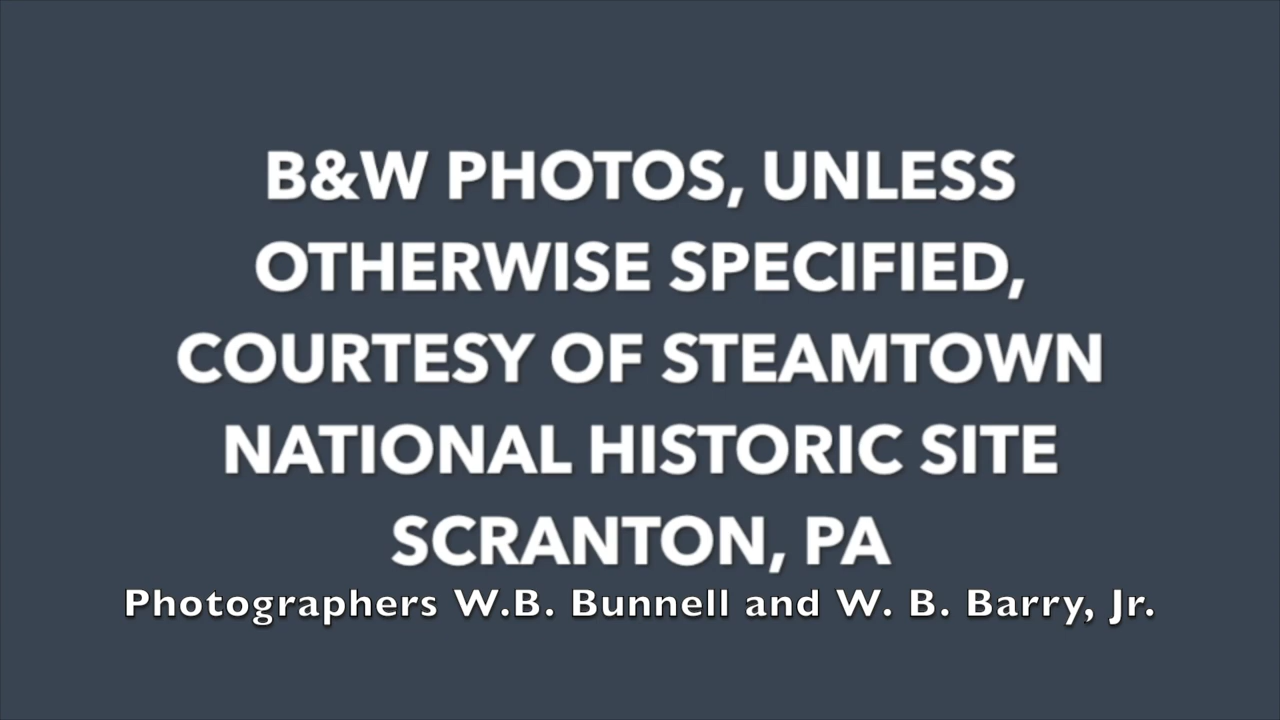 B&W PHOTOS, UNLESS
OTHERWISE SPECIFIED,
COURTESY OF STEAMTOWN
NATIONAL HISTORIC SITE
SCRANTON, PA
Photographers W.B. Bunnell and W. B. Barry, Jr.